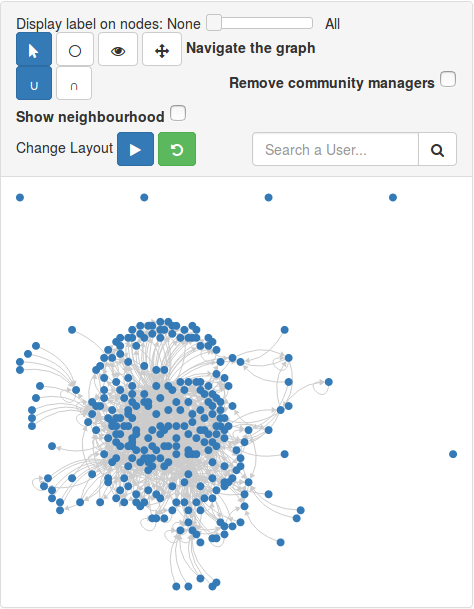 Display label on nodes: None All
Navigate the graph
∪ ∩
Remove community managers
Show neighbourhood
Change Layout
Search a User...